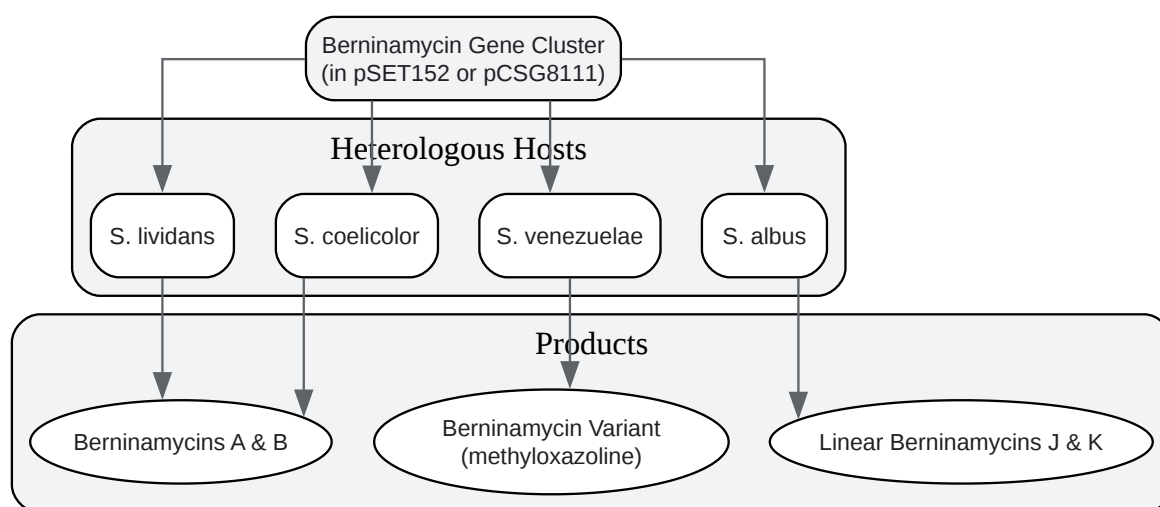 Berninamycin Gene Cluster
(in pSET152 or pCSG8111)
Heterologous Hosts
S. lividans
S. coelicolor
S. venezuelae
S. albus
Products
Berninamycins A & B
Berninamycin Variant
(methyloxazoline)
Linear Berninamycins J & K